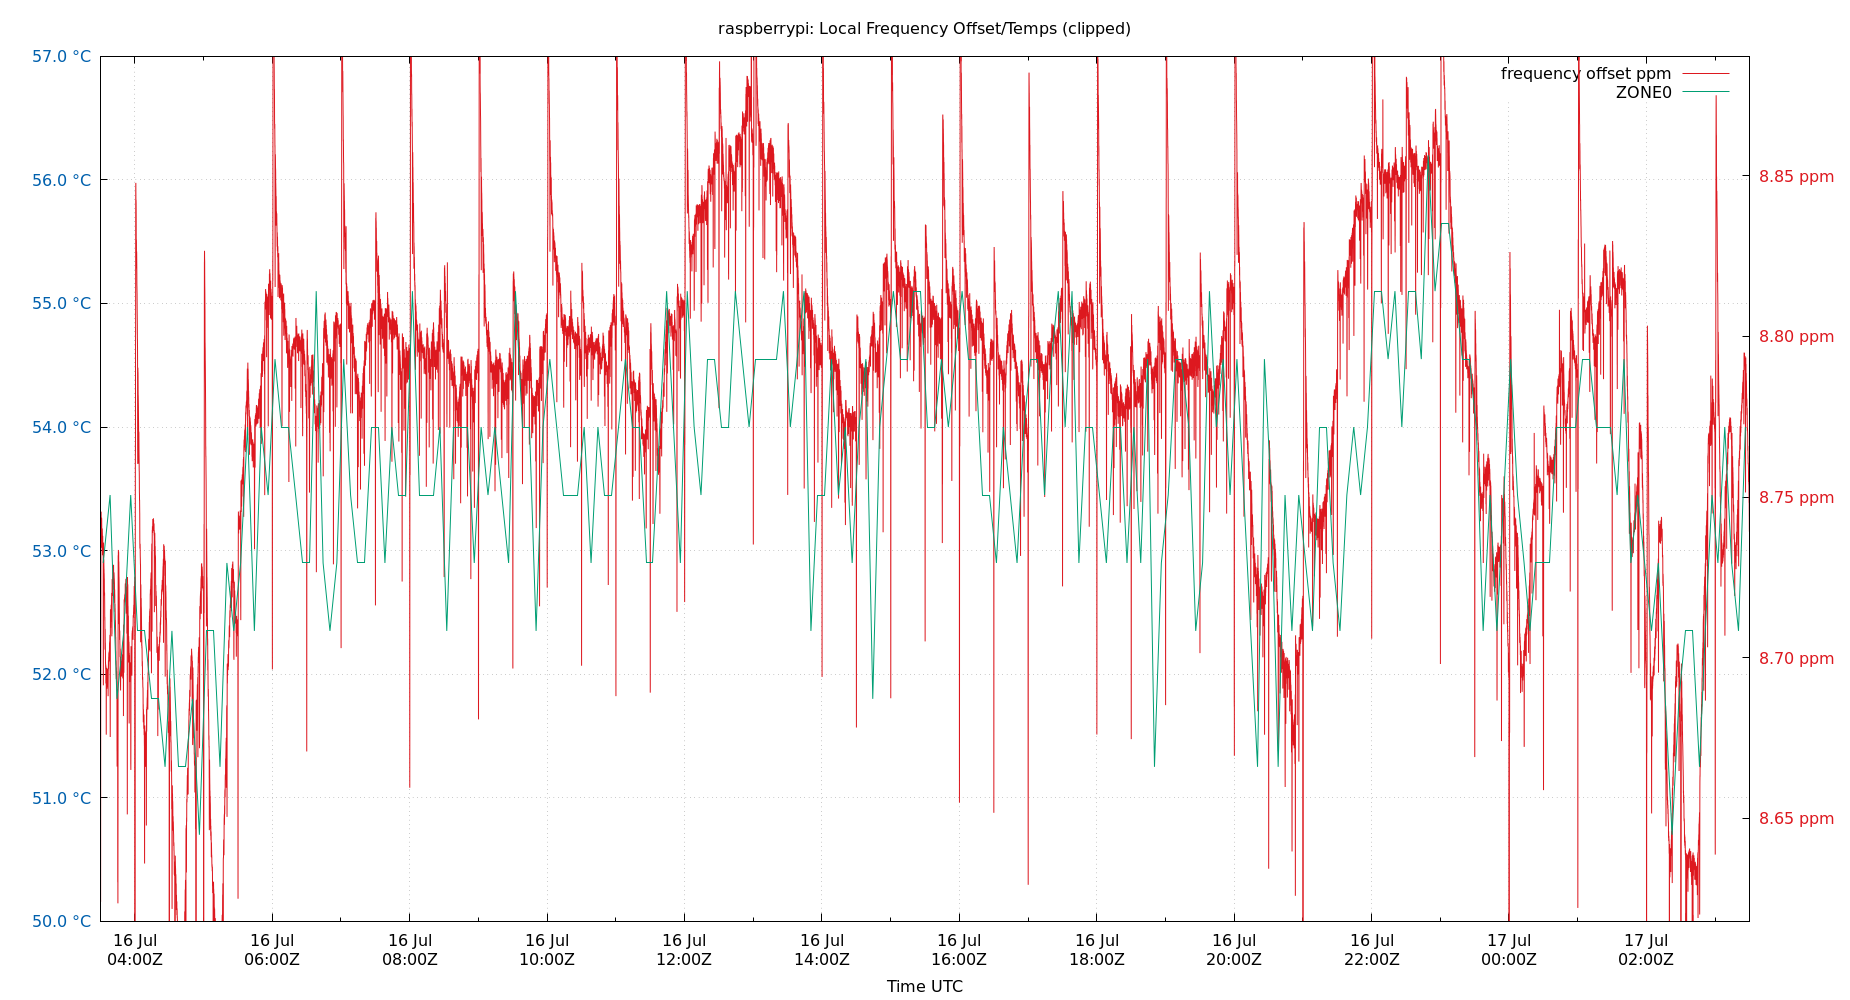 raspberrypi: Local Frequency Offset/Temps (clipped)
57.0 °C
56.0 °C
55.0 °C
54.0 °C
53.0 °C
52.0 °C
51.0 °C
50.0 °C
frequency offset ppm
ZONE0
8.85 ppm
8.80 ppm
8.75 ppm
8.70 ppm
8.65 ppm
16 Jul 16 Jul 16 Jul 16 Jul 16 Jul 16 Jul 16 Jul 16 Jul 16 Jul 16 Jul 17 Jul 17 Jul
04:00Z 06:00Z 08:00Z 10:00Z 12:00Z 14:00Z 16:00Z 18:00Z 20:00Z 22:00Z 00:00Z 02:00Z
Time UTC